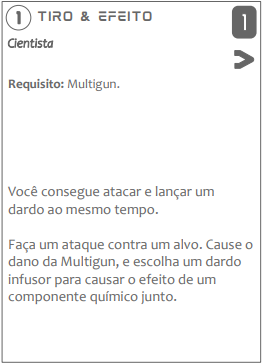 1 TIRO & EFEITO 1
Cientista
Requisito: Multigun.
Você consegue atacar e lançar um
dardo ao mesmo tempo.
Faça um ataque contra um alvo. Cause o
dano da Multigun, e escolha um dardo
infusor para causar o efeito de um
componente químico junto.